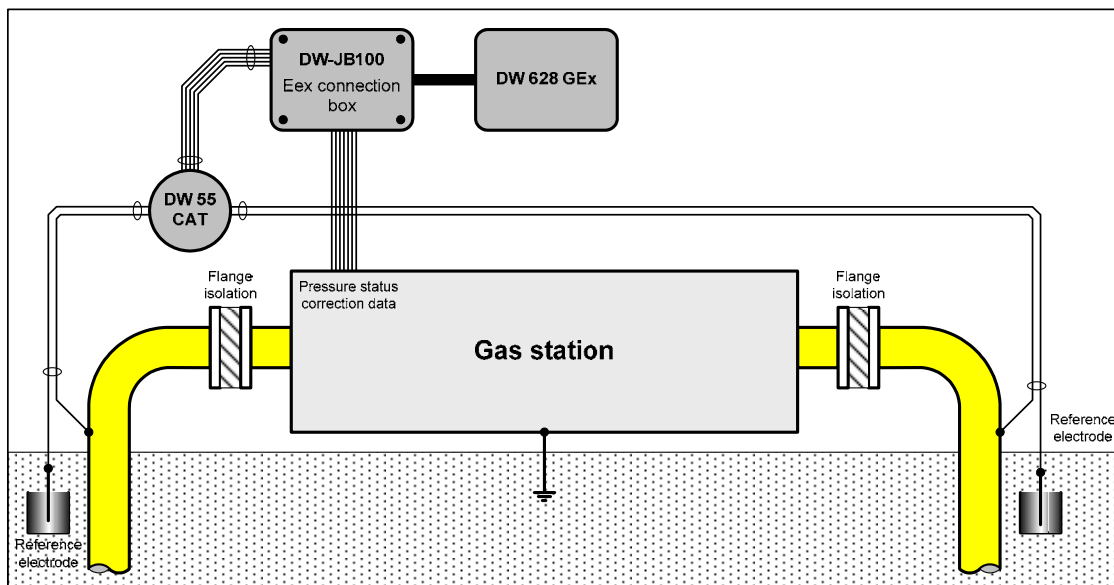 DW-JB100
Eex connection
box
DW 628 GEx
DW 55
CAT
Flange
isolation
Pressure status
correction data
Flange
isolation
Gas station
Reference
electrode
Reference
electrode